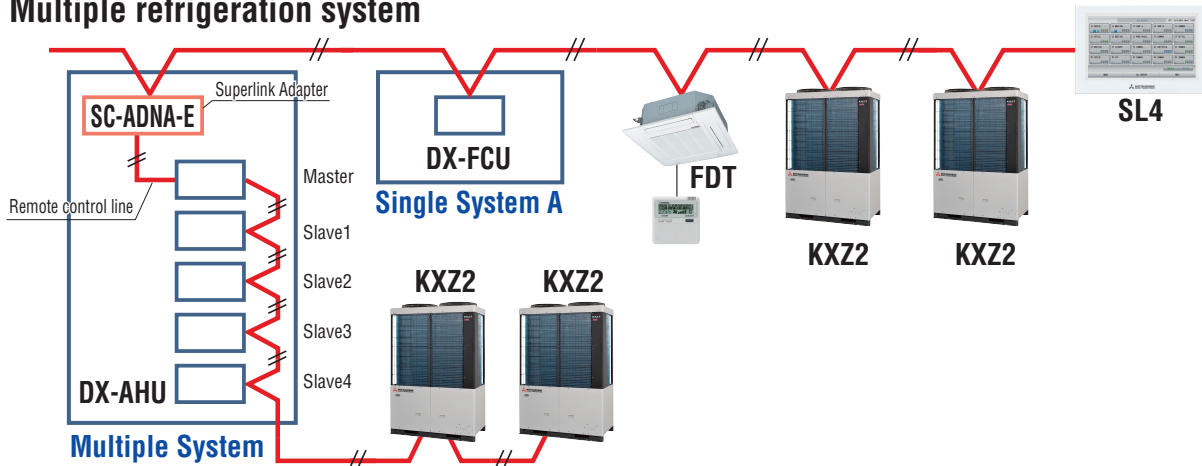 Multiple refrigeration system
SC-ADNA-E
Superlink Adapter
Remote control line
Master
Slave1
Slave2
Slave3
Slave4
DX-AHU
Multiple System
DX-FCU
Single System A
FDT
KXZ2
KXZ2
KXZ2
KXZ2
SL4